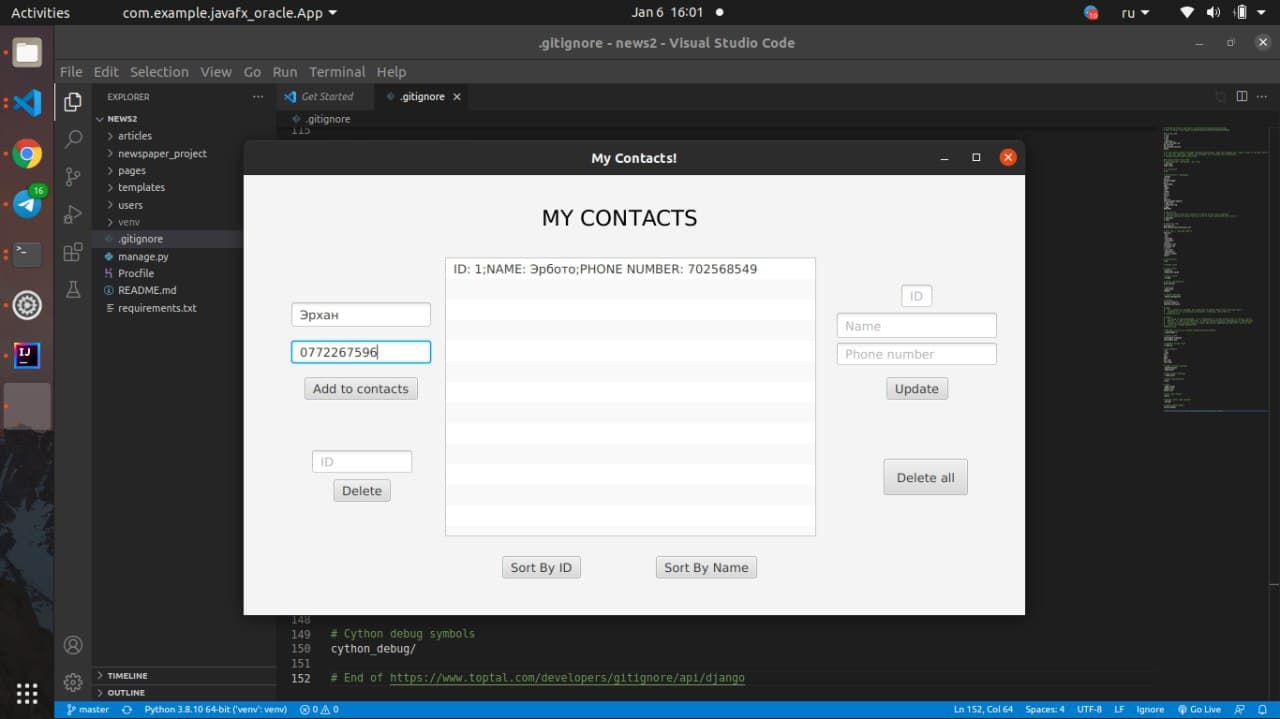 Activities com.example.javafx_oracle.App Jan 6 16:01 ru
.gitignore - news2 - Visual Studio Code
File Edit Selection View Go Run Terminal Help
EXPLORER
Get Started
.gitignore
NEWS2
.gitignore
115
articles
newspaper_project
pages
templates
users
venv
.gitignore
manage.py
Procfile
README.md
requirements.txt
16
My Contacts!
MY CONTACTS
ID: 1;NAME: Эрбото;PHONE NUMBER: 702568549
Эрхан
0772267596
Add to contacts
ID
Delete
ID
Name
Phone number
Update
Delete all
Sort By ID
Sort By Name
148
149 # Cython debug symbols
150 cython_debug/
151
152 # End of https://www.toptal.com/developers/gitignore/api/django
TIMELINE
OUTLINE
master Python 3.8.10 64-bit ('venv': venv) 0 0 Ln 152, Col 64 Spaces: 4 UTF-8 LF Ignore Go Live